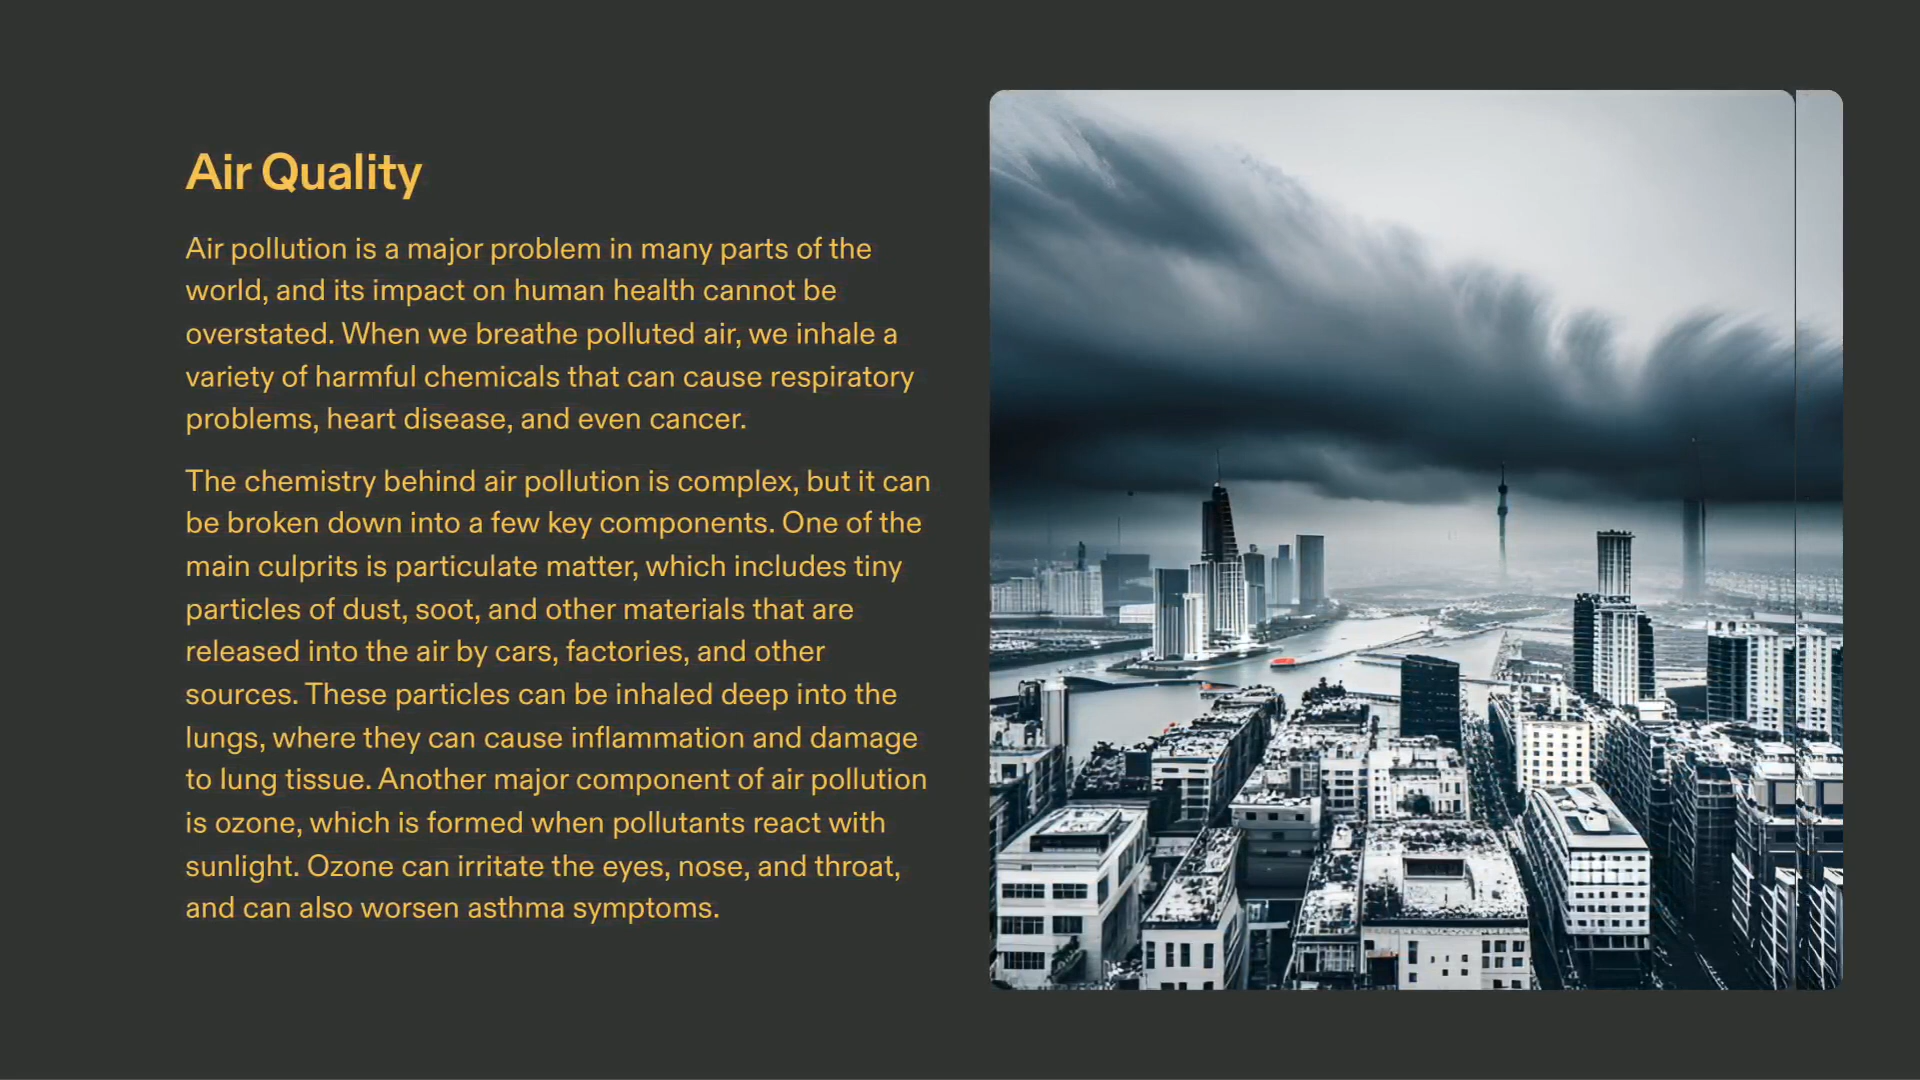 Air Quality
Air pollution is a major problem in many parts of the
world, and its impact on human health cannot be
overstated. When we breathe polluted air, we inhale a
variety of harmful chemicals that can cause respiratory
problems, heart disease, and even cancer.
The chemistry behind air pollution is complex, but it can
be broken down into a few key components. One of the
main culprits is particulate matter, which includes tiny
particles of dust, soot, and other materials that are
released into the air by cars, factories, and other
sources. These particles can be inhaled deep into the
lungs, where they can cause inflammation and damage
to lung tissue. Another major component of air pollution
is ozone, which is formed when pollutants react with
sunlight. Ozone can irritate the eyes, nose, and throat,
and can also worsen asthma symptoms.